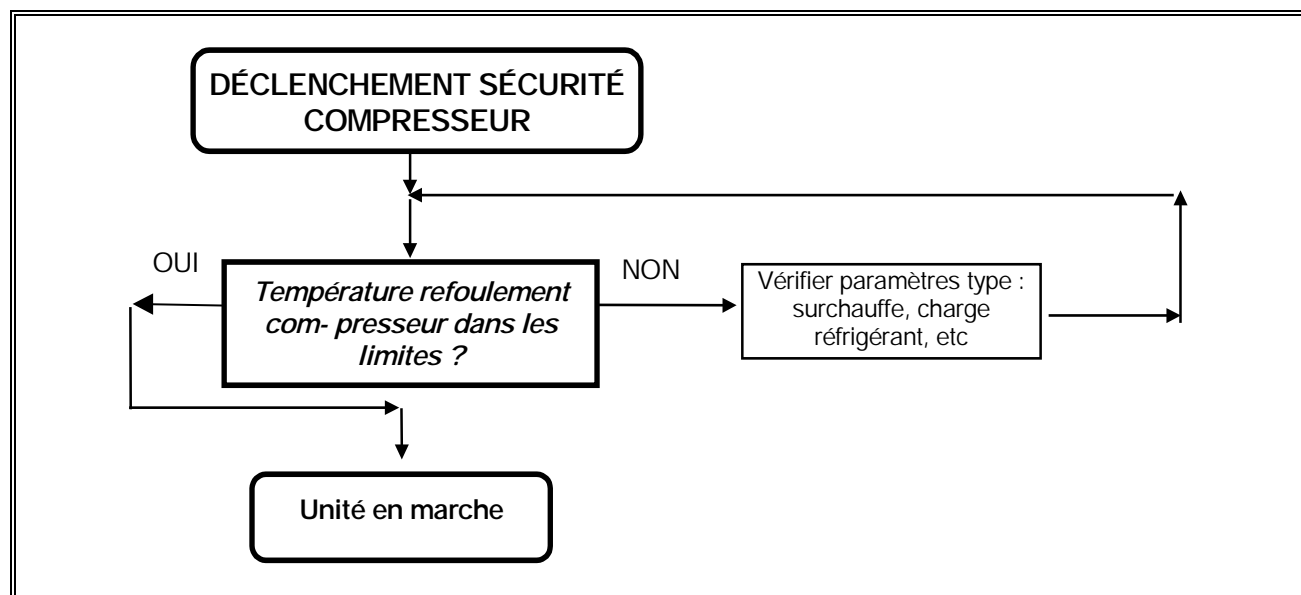 DÉCLENCHEMENT SÉCURITÉ
COMPRESSEUR
OUI
Température refoulement
com- presseur dans les
limites ?
NON
Vérifier paramètres type :
surchauffe, charge
réfrigérant, etc
Unité en marche